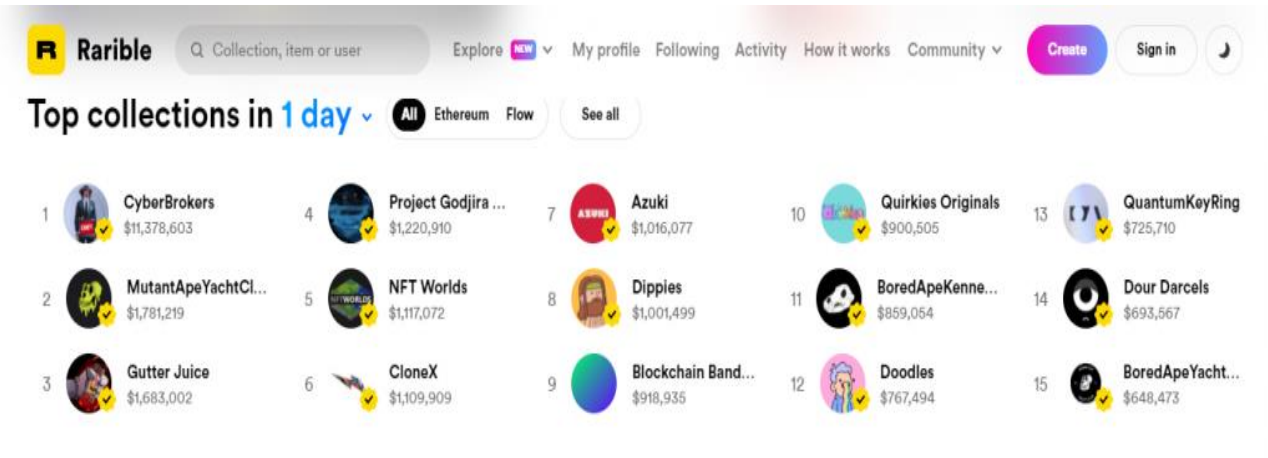 R Rarible Collection, item or user Explore NEW My profile Following Activity How it works Community Create Sign in
Top collections in 1 day All Ethereum Flow See all
1 CyberBrokers
$11,378,603
2 MutantApeYachtCl...
$1,781,219
3 Gutter Juice
$1,683,002
4 Project Godjira ...
$1,220,910
5 NFTWORLDS NFT Worlds
$1,117,072
6 CloneX
$1,109,909
7 AZUKI Azuki
$1,016,077
8 Dippies
$1,001,499
9 Blockchain Band...
$918,935
10 Quirkies Originals
$900,505
11 BoredApeKenne...
$859,054
12 Doodles
$767,494
13 QuantumKeyRing
$725,710
14 Dour Darcels
$693,567
15 BoredApeYacht...
$648,473